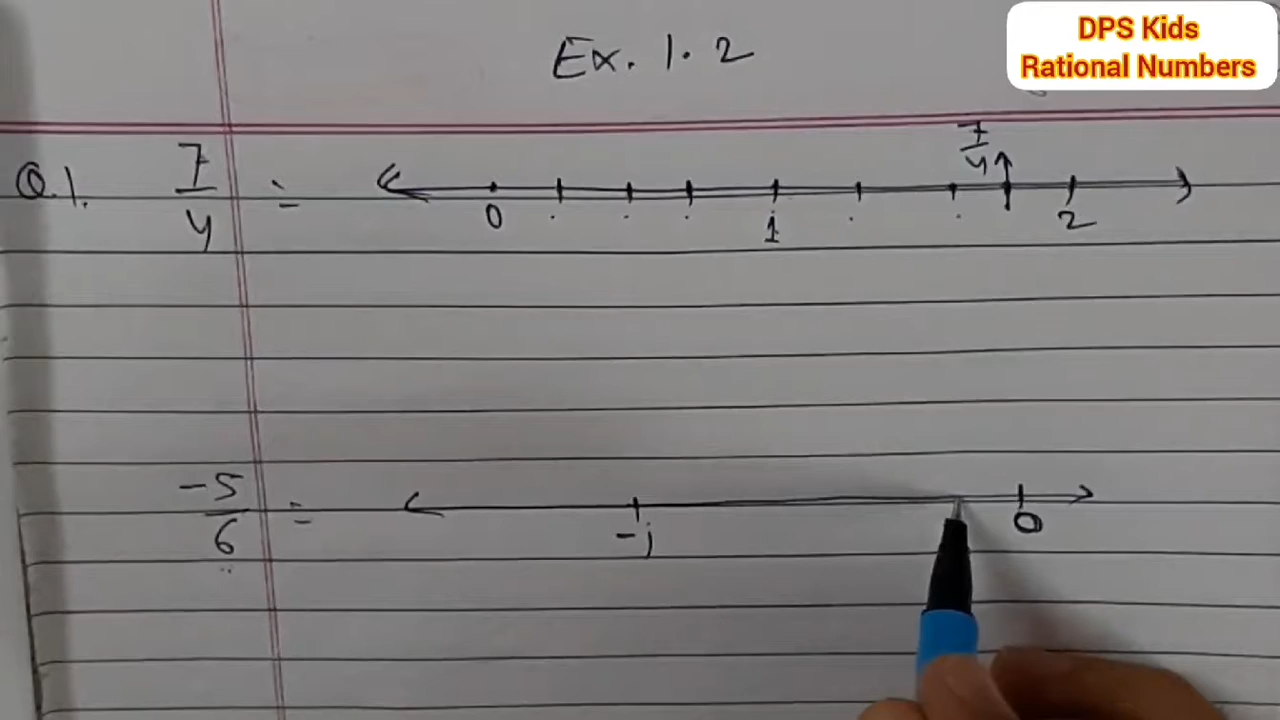 DPS Kids
Rational Numbers
Ex. 1.2
Q.1. 7/4 =
7/4
0 1 2
-5/6 =
-1 0